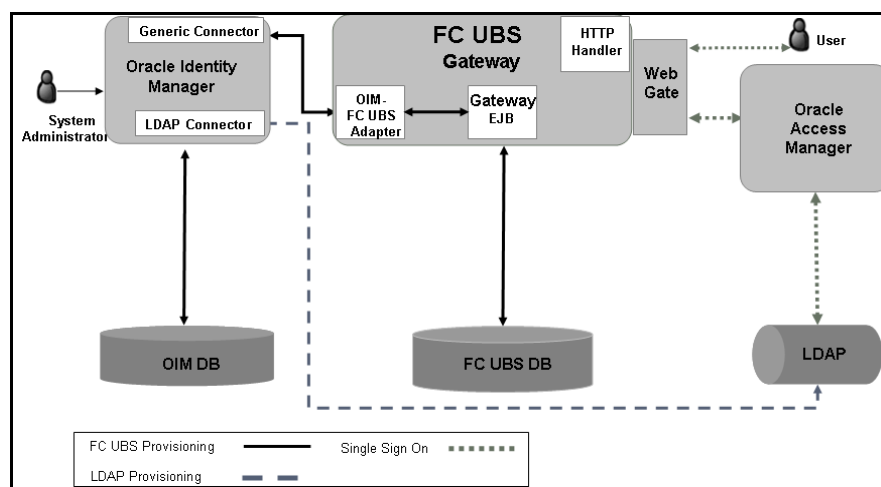 Generic Connector
Oracle Identity
Manager
LDAP Connector
System
Administrator
FC UBS
Gateway
HTTP
Handler
OIM-
FC UBS
Adapter
Gateway
EJB
Web
Gate
User
Oracle
Access
Manager
OIM DB
FC UBS DB
LDAP
FC UBS Provisioning
Single Sign On
LDAP Provisioning